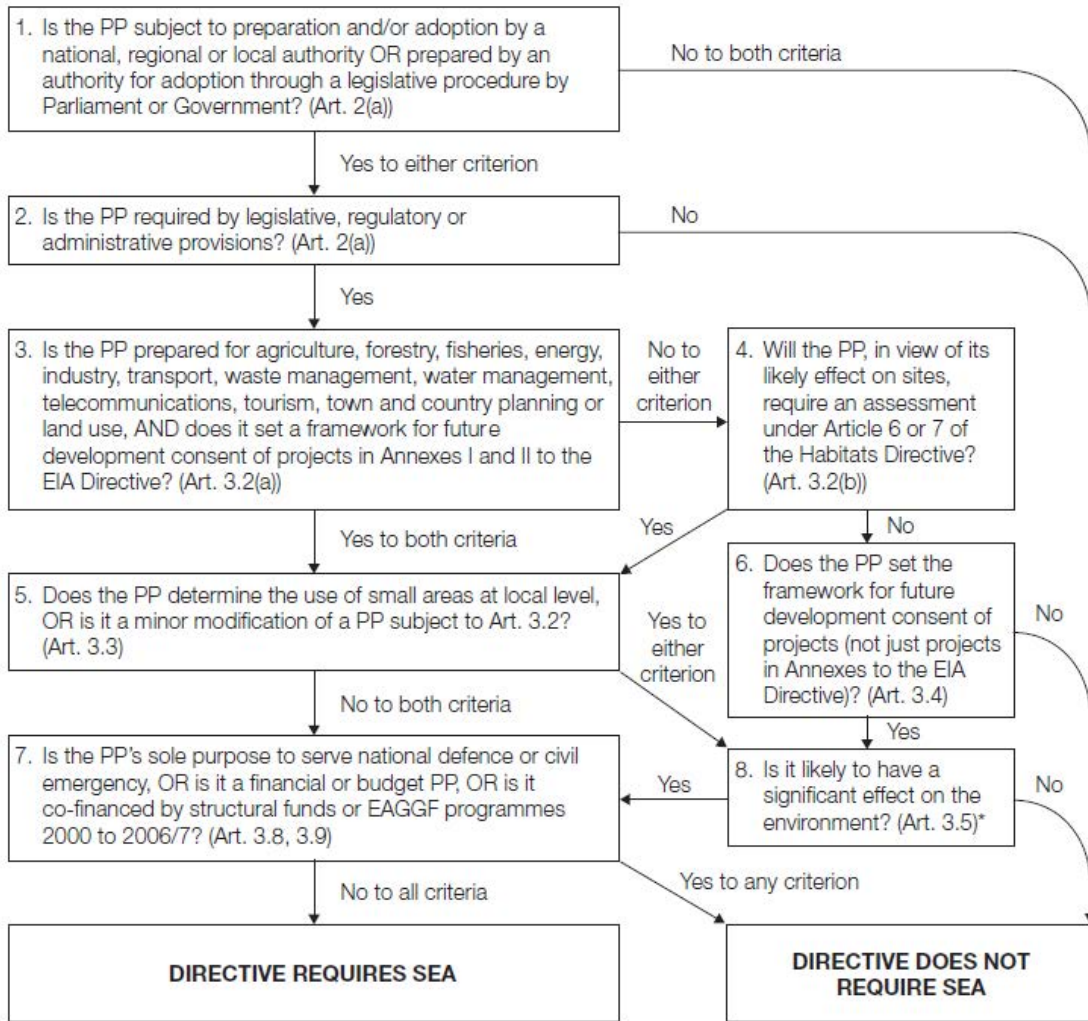 1. Is the PP subject to preparation and/or adoption by a
national, regional or local authority OR prepared by an
authority for adoption through a legislative procedure by
Parliament or Government? (Art. 2(a))
No to both criteria
Yes to either criterion
2. Is the PP required by legislative, regulatory or
administrative provisions? (Art. 2(a))
No
Yes
3. Is the PP prepared for agriculture, forestry, fisheries, energy,
industry, transport, waste management, water management,
telecommunications, tourism, town and country planning or
land use, AND does it set a framework for future
development consent of projects in Annexes I and II to the
EIA Directive? (Art. 3.2(a))
No to
either
criterion
4. Will the PP, in view of its
likely effect on sites,
require an assessment
under Article 6 or 7 of
the Habitats Directive?
(Art. 3.2(b))
Yes to both criteria
Yes
No
5. Does the PP determine the use of small areas at local level,
OR is it a minor modification of a PP subject to Art. 3.2?
(Art. 3.3)
Yes to
either
criterion
6. Does the PP set the
framework for future
development consent of
projects (not just projects
in Annexes to the EIA
Directive)? (Art. 3.4)
No
No to both criteria
Yes
7. Is the PP's sole purpose to serve national defence or civil
emergency, OR is it a financial or budget PP, OR is it
co-financed by structural funds or EAGGF programmes
2000 to 2006/7? (Art. 3.8, 3.9)
Yes
8. Is it likely to have a
significant effect on the
environment? (Art. 3.5)*
No
No to all criteria
Yes to any criterion
DIRECTIVE REQUIRES SEA
DIRECTIVE DOES NOT
REQUIRE SEA